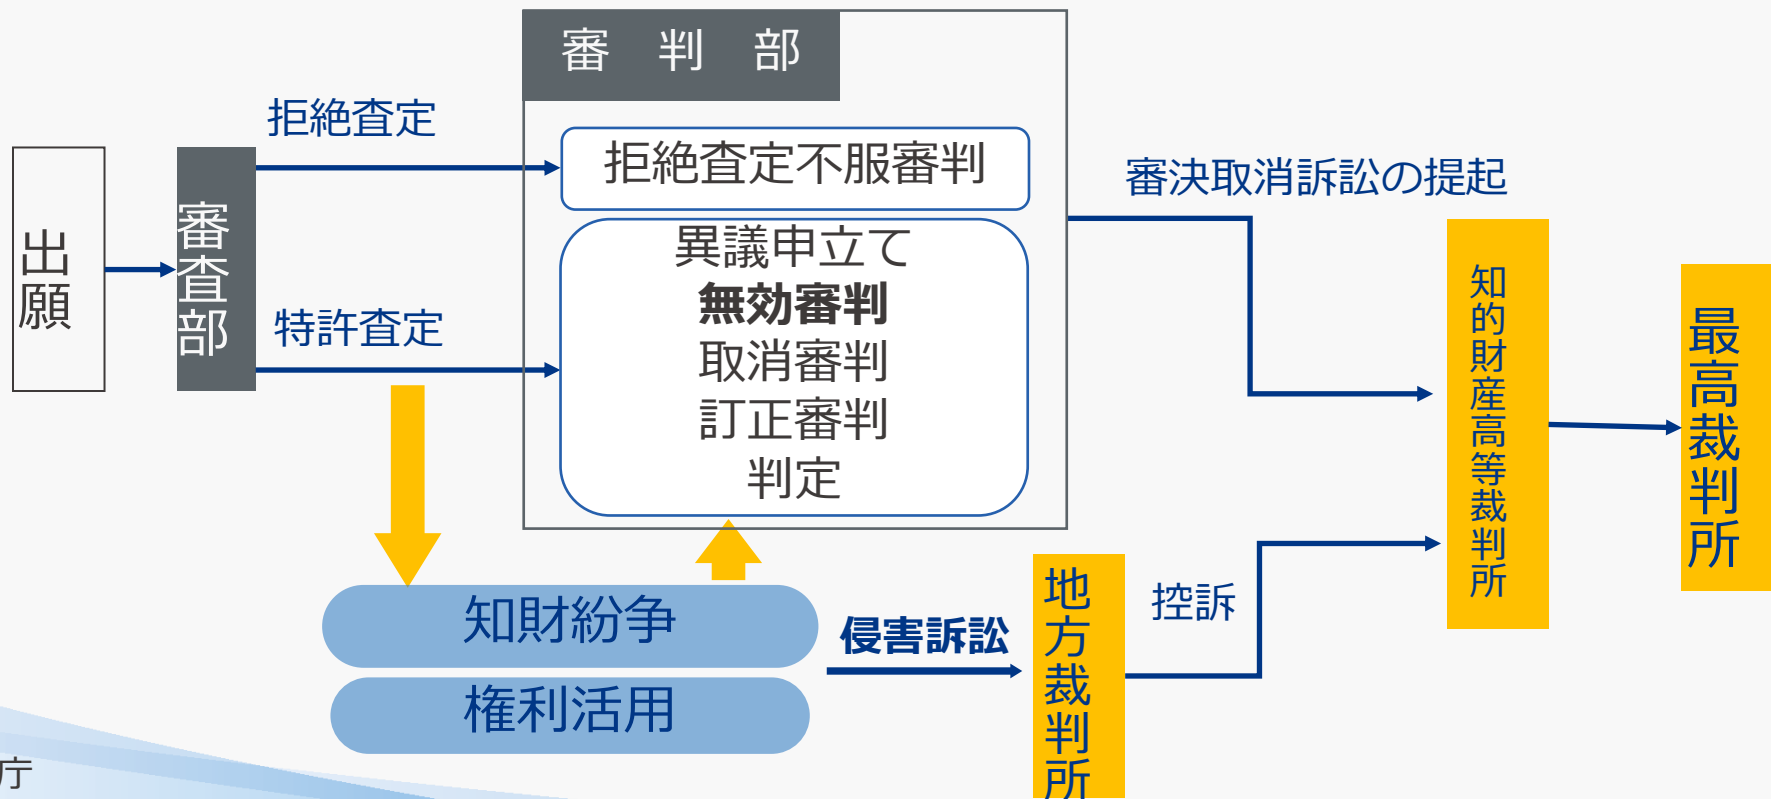 審 判 部
拒絶査定
拒絶査定不服審判
審決取消訴訟の提起
出願
審査部
異議申立て
無効審判
取消審判
訂正審判
判定
特許査定
知的財産高等裁判所
最高裁判所
知財紛争
権利活用
侵害訴訟
地方裁判所
控訴
庁